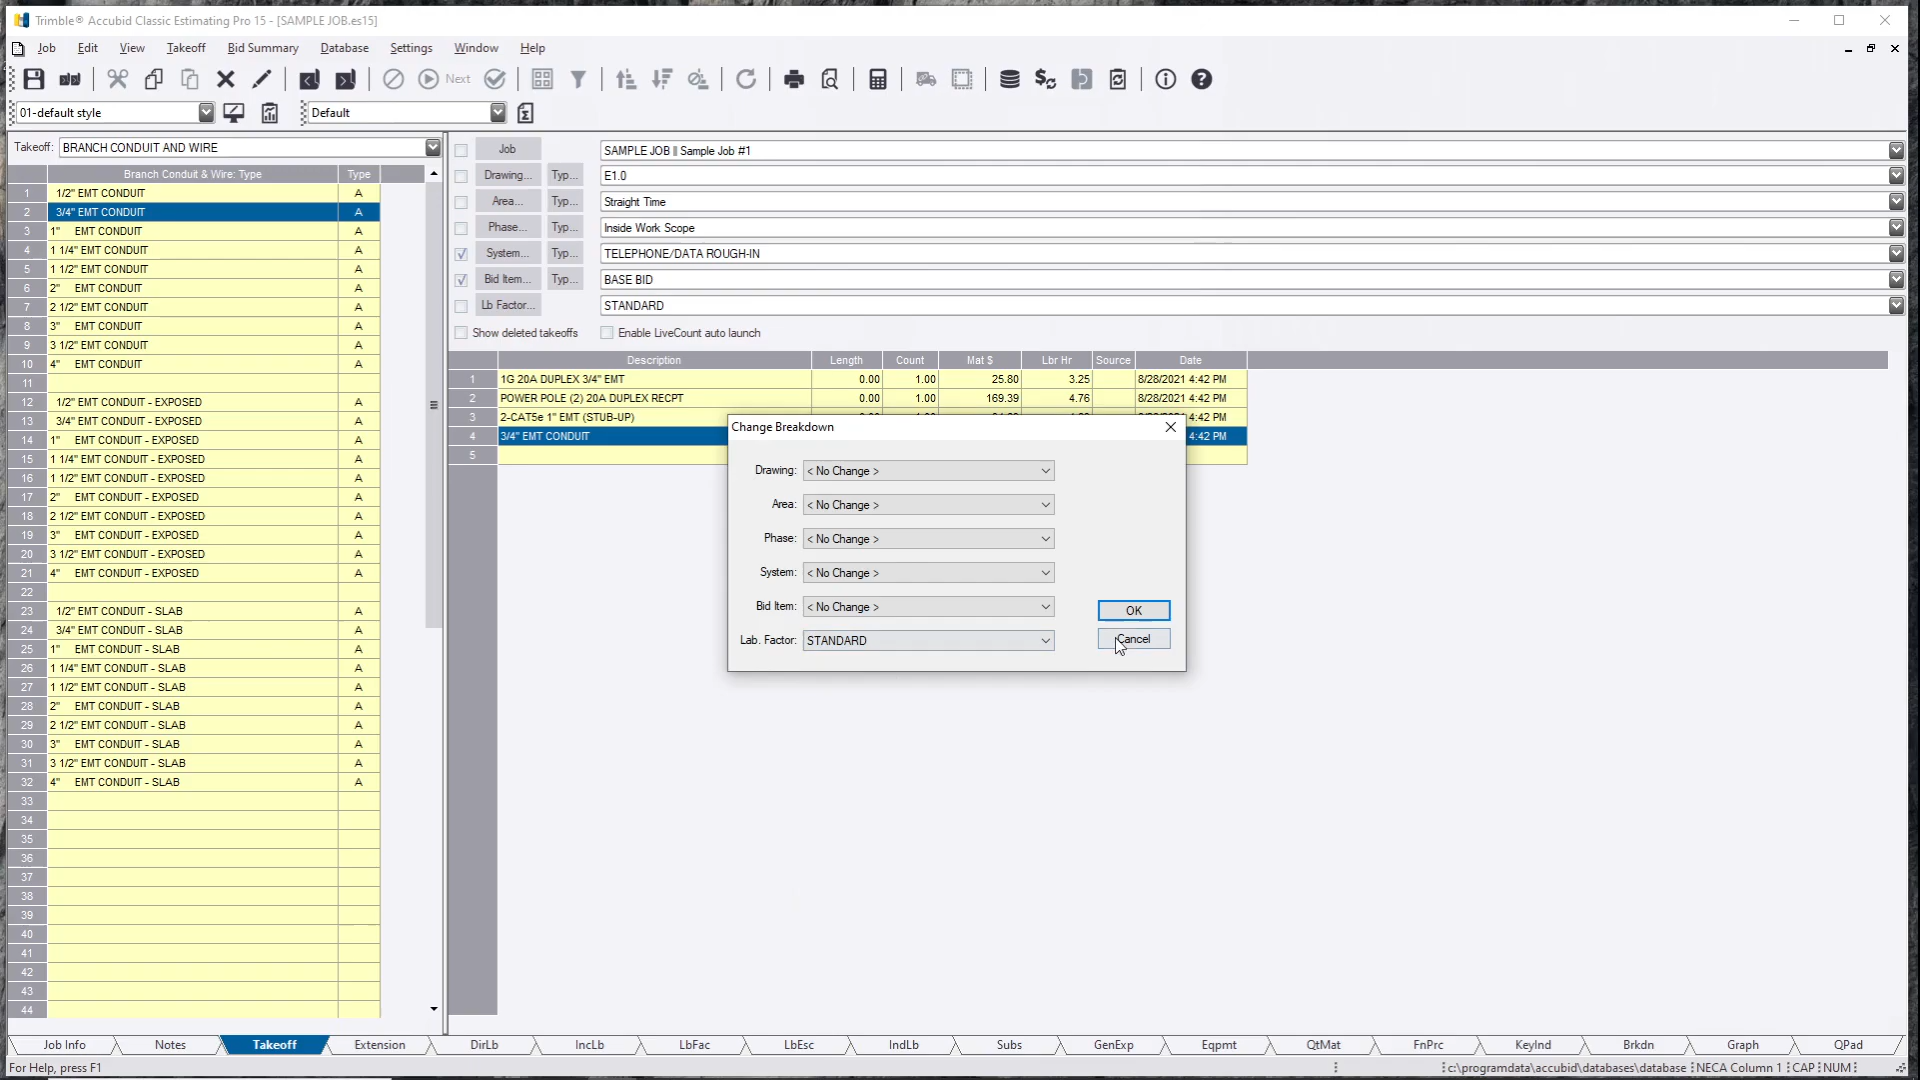 Trimble® Accubid Classic Estimating Pro 15 - [SAMPLE JOB.es15]
Job Edit View Takeoff Bid Summary Database Settings Window Help
Next
01-default style Default
Takeoff: BRANCH CONDUIT AND WIRE
Branch Conduit & Wire: Type Type
1 1/2" EMT CONDUIT A
2 3/4" EMT CONDUIT A
3 1" EMT CONDUIT A
4 1 1/4" EMT CONDUIT A
5 1 1/2" EMT CONDUIT A
6 2" EMT CONDUIT A
7 2 1/2" EMT CONDUIT A
8 3" EMT CONDUIT A
9 3 1/2" EMT CONDUIT A
10 4" EMT CONDUIT A
11
12 1/2" EMT CONDUIT - EXPOSED A
13 3/4" EMT CONDUIT - EXPOSED A
14 1" EMT CONDUIT - EXPOSED A
15 1 1/4" EMT CONDUIT - EXPOSED A
16 1 1/2" EMT CONDUIT - EXPOSED A
17 2" EMT CONDUIT - EXPOSED A
18 2 1/2" EMT CONDUIT - EXPOSED A
19 3" EMT CONDUIT - EXPOSED A
20 3 1/2" EMT CONDUIT - EXPOSED A
21 4" EMT CONDUIT - EXPOSED A
22
23 1/2" EMT CONDUIT - SLAB A
24 3/4" EMT CONDUIT - SLAB A
25 1" EMT CONDUIT - SLAB A
26 1 1/4" EMT CONDUIT - SLAB A
27 1 1/2" EMT CONDUIT - SLAB A
28 2" EMT CONDUIT - SLAB A
29 2 1/2" EMT CONDUIT - SLAB A
30 3" EMT CONDUIT - SLAB A
31 3 1/2" EMT CONDUIT - SLAB A
32 4" EMT CONDUIT - SLAB A
33
34
35
36
37
38
39
40
41
42
43
44
Job SAMPLE JOB || Sample Job #1
Drawing... Typ... E1.0
Area... Typ... Straight Time
Phase... Typ... Inside Work Scope
System... Typ... TELEPHONE/DATA ROUGH-IN
Bid Item... Typ... BASE BID
Lb Factor... STANDARD
Show deleted takeoffs Enable LiveCount auto launch
Description Length Count Mat $ Lbr Hr Source Date
1 1G 20A DUPLEX 3/4" EMT 0.00 1.00 25.80 3.25 8/28/2021 4:42 PM
2 POWER POLE (2) 20A DUPLEX RECPT 0.00 1.00 169.39 4.76 8/28/2021 4:42 PM
3 2-CAT5e 1" EMT (STUB-UP) 4:42 PM
4 3/4" EMT CONDUIT 4:42 PM
5
Change Breakdown
Drawing: < No Change >
Area: < No Change >
Phase: < No Change >
System: < No Change >
Bid Item: < No Change >
Lab. Factor: STANDARD
OK
Cancel
Job Info Notes Takeoff Extension DirLb IncLb LbFac LbEsc IndLb Subs GenExp Eqpmt QtMat FnPrc KeyInd Brkdn Graph QPad
For Help, press F1 c:\programdata\accubid\databases\database NECA Column 1 CAP NUM